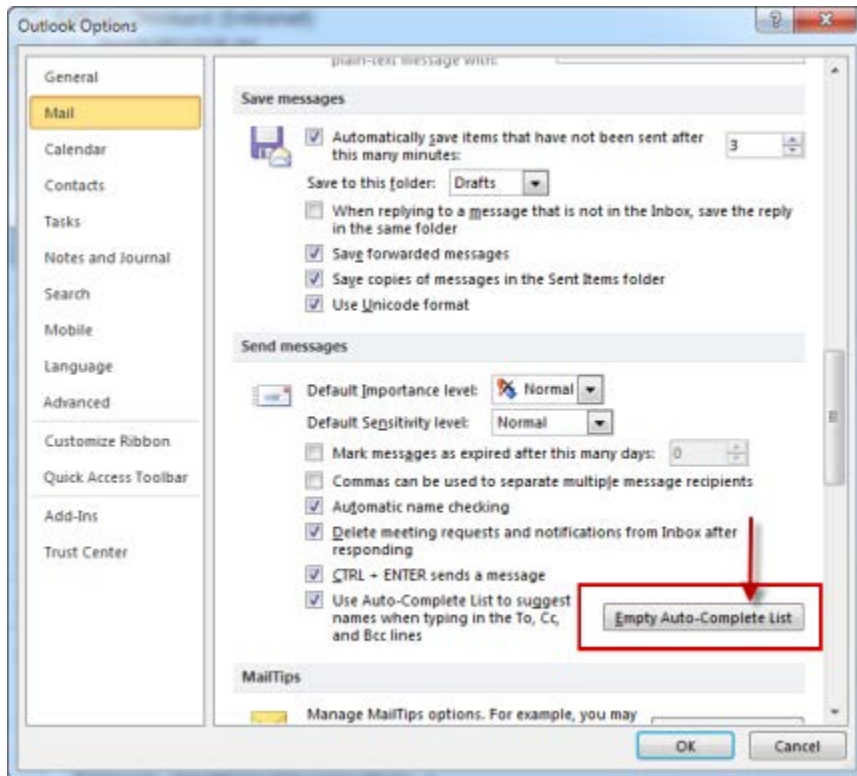 Outlook Options
General
Mail
Calendar
Contacts
Tasks
Notes and Journal
Search
Mobile
Language
Advanced
Customize Ribbon
Quick Access Toolbar
Add-Ins
Trust Center
plain-text message with:
Save messages
Automatically save items that have not been sent after
this many minutes:
3
Save to this folder: Drafts
When replying to a message that is not in the Inbox, save the reply
in the same folder
Save forwarded messages
Save copies of messages in the Sent Items folder
Use Unicode format
Send messages
Default Importance level: Normal
Default Sensitivity level: Normal
Mark messages as expired after this many days: 0
Commas can be used to separate multiple message recipients
Automatic name checking
Delete meeting requests and notifications from Inbox after
responding
CTRL + ENTER sends a message
Use Auto-Complete List to suggest
names when typing in the To, Cc,
and Bcc lines
Empty Auto-Complete List
MailTips
Manage MailTips options. For example, you may
OK
Cancel